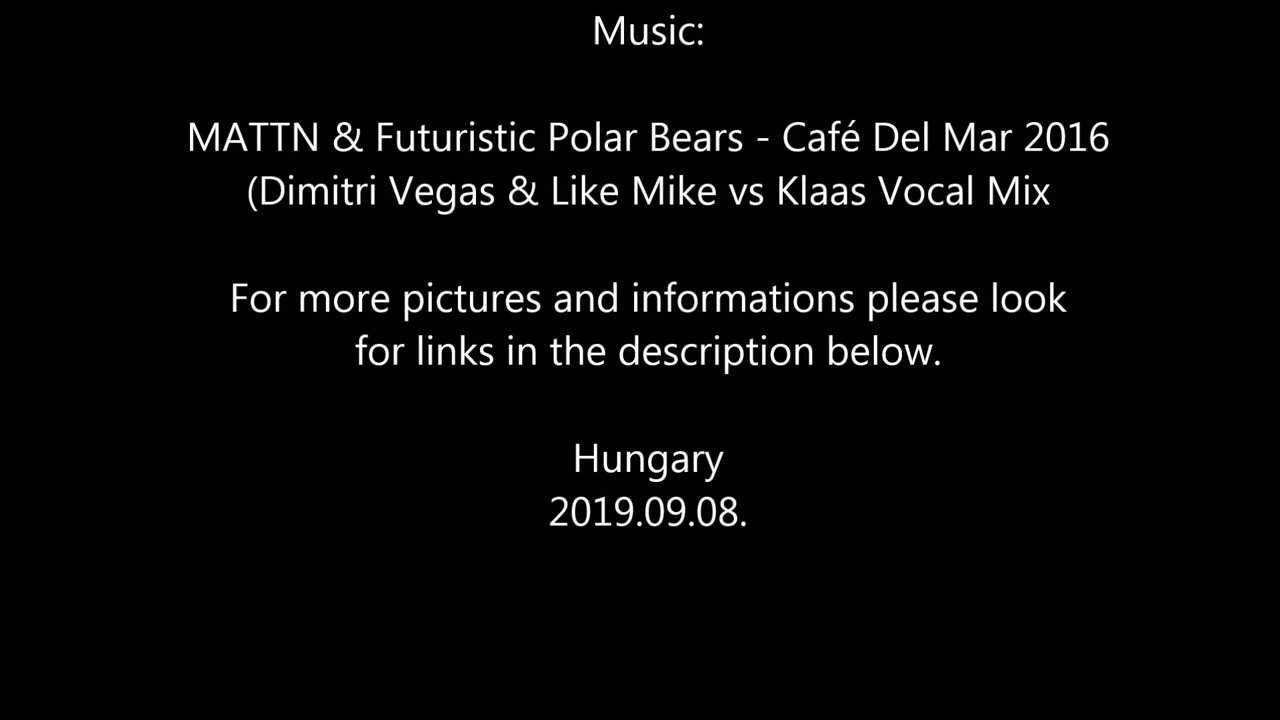 Music:
MATTN & Futuristic Polar Bears - Café Del Mar 2016
(Dimitri Vegas & Like Mike vs Klaas Vocal Mix
For more pictures and informations please look
for links in the description below.
Hungary
2019.09.08.